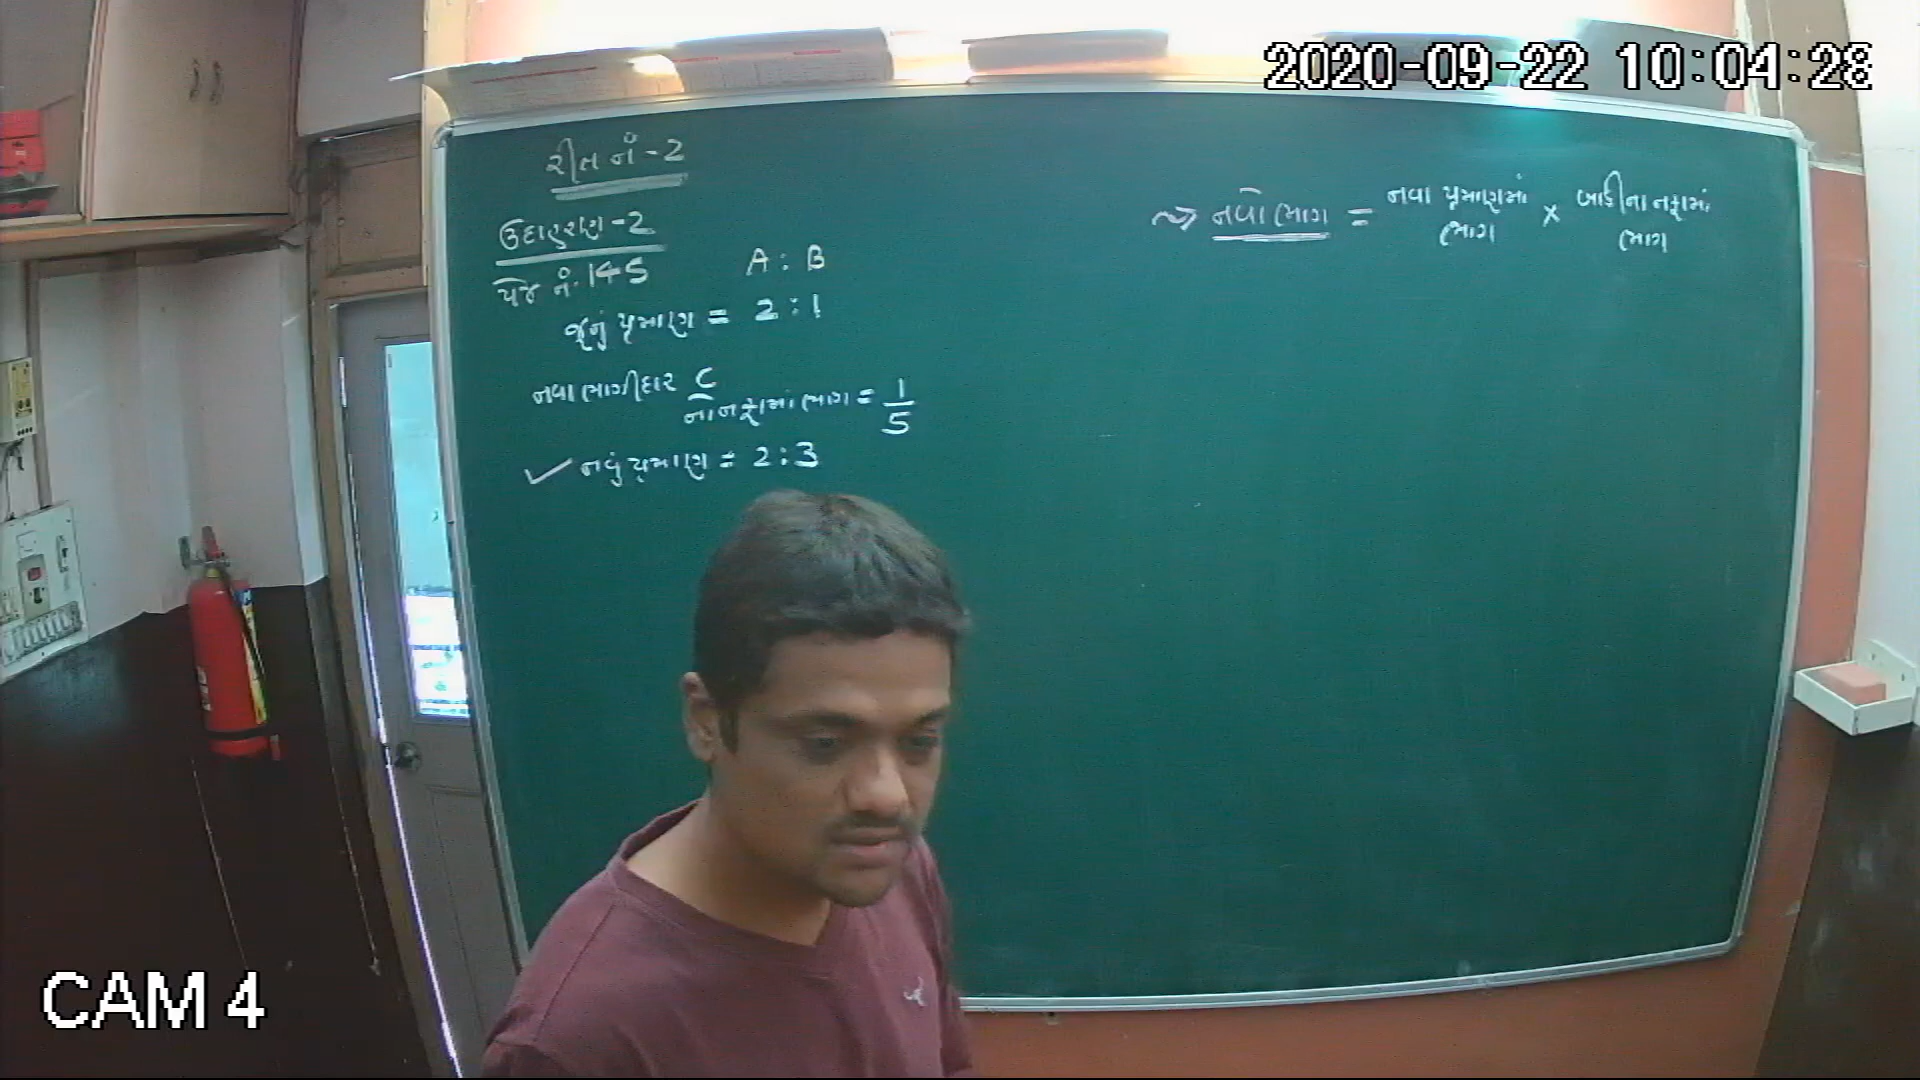 2020-09-22 10:04:28
રીત નં-2
ઉદાહરણ-2
પેજ નં. 145
A : B
જૂનું પ્રમાણ = 2 : 1
નવા ભાગીદાર C
નો નફામાં ભાગ = 1/5
✓ નવું પ્રમાણ = 2 : 3
નવો ભાગ = નવા પ્રમાણમાં ભાગ × બાકીના નફામાં ભાગ
CAM 4